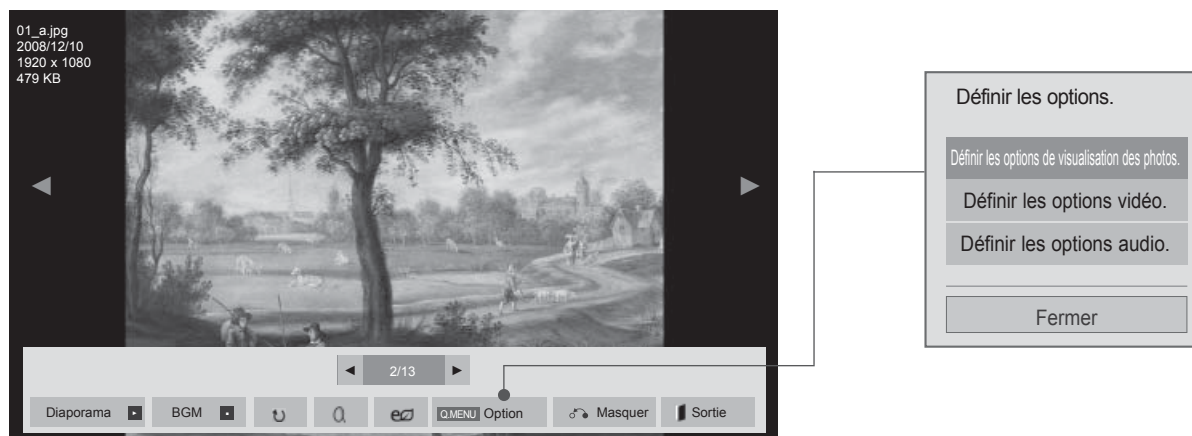 01_a.jpg
2008/12/10
1920 x 1080
479 KB
2/13
Diaporama BGM Q.MENU Option Masquer Sortie
Définir les options.
Définir les options de visualisation des photos.
Définir les options vidéo.
Définir les options audio.
Fermer